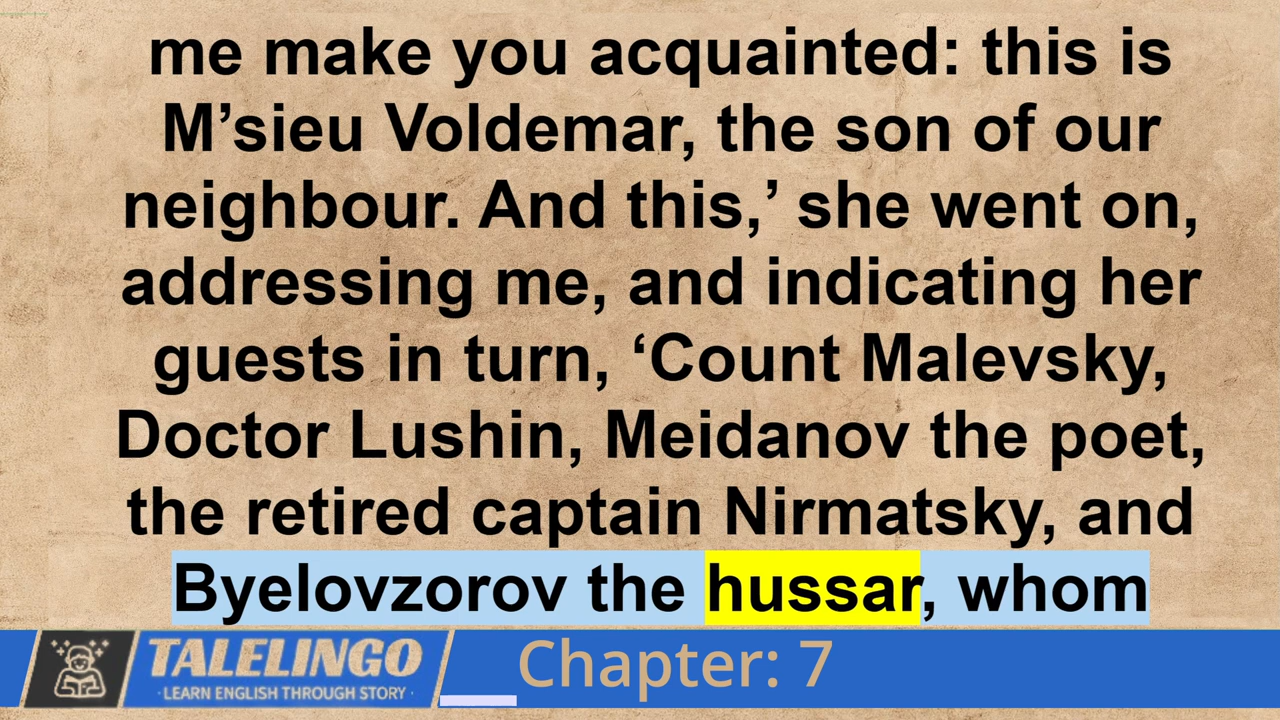 me make you acquainted: this is
M’sieu Voldemar, the son of our
neighbour. And this,’ she went on,
addressing me, and indicating her
guests in turn, ‘Count Malevsky,
Doctor Lushin, Meidanov the poet,
the retired captain Nirmatsky, and
Byelovzorov the hussar, whom
TALELINGO
·LEARN ENGLISH THROUGH STORY·
Chapter: 7